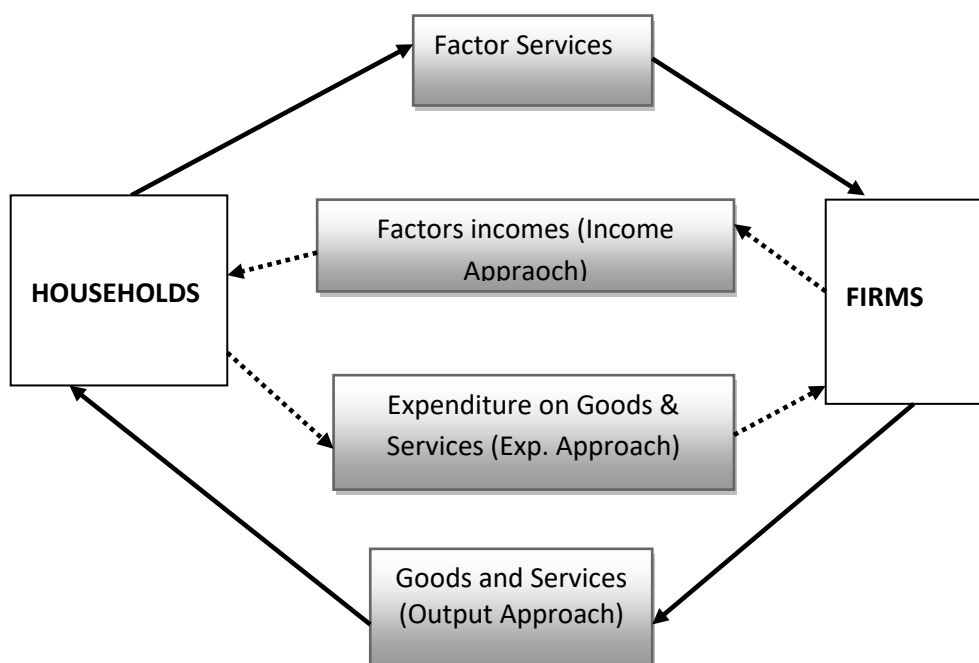 Factor Services
Factors incomes (Income
Appraoch)
HOUSEHOLDS
FIRMS
Expenditure on Goods &
Services (Exp. Approach)
Goods and Services
(Output Approach)